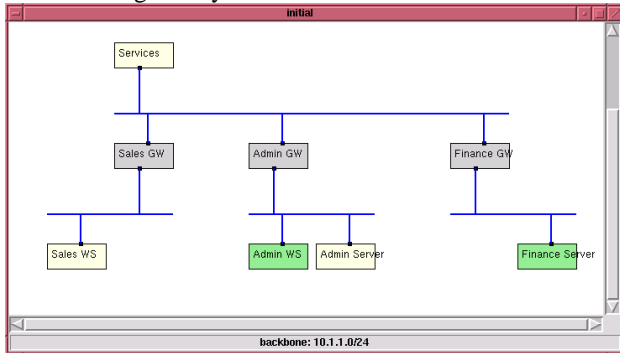 initial
Services
Sales GW
Admin GW
Finance GW
Sales WS
Admin WS
Admin Server
Finance Server
backbone: 10.1.1.0/24